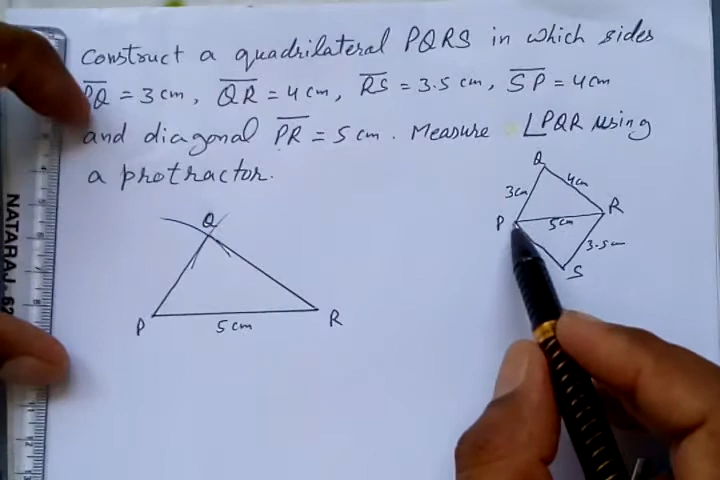 construct a quadrilateral PQRS in which sides
PQ = 3 cm, QR = 4 cm, RS = 3.5 cm, SP = 4 cm
and diagonal PR = 5 cm. Measure ∠PQR using
a protractor.
Q
3cm
4cm
P
5cm
R
3.5cm
S
Q
P
5 cm
R
NATARAJ-62